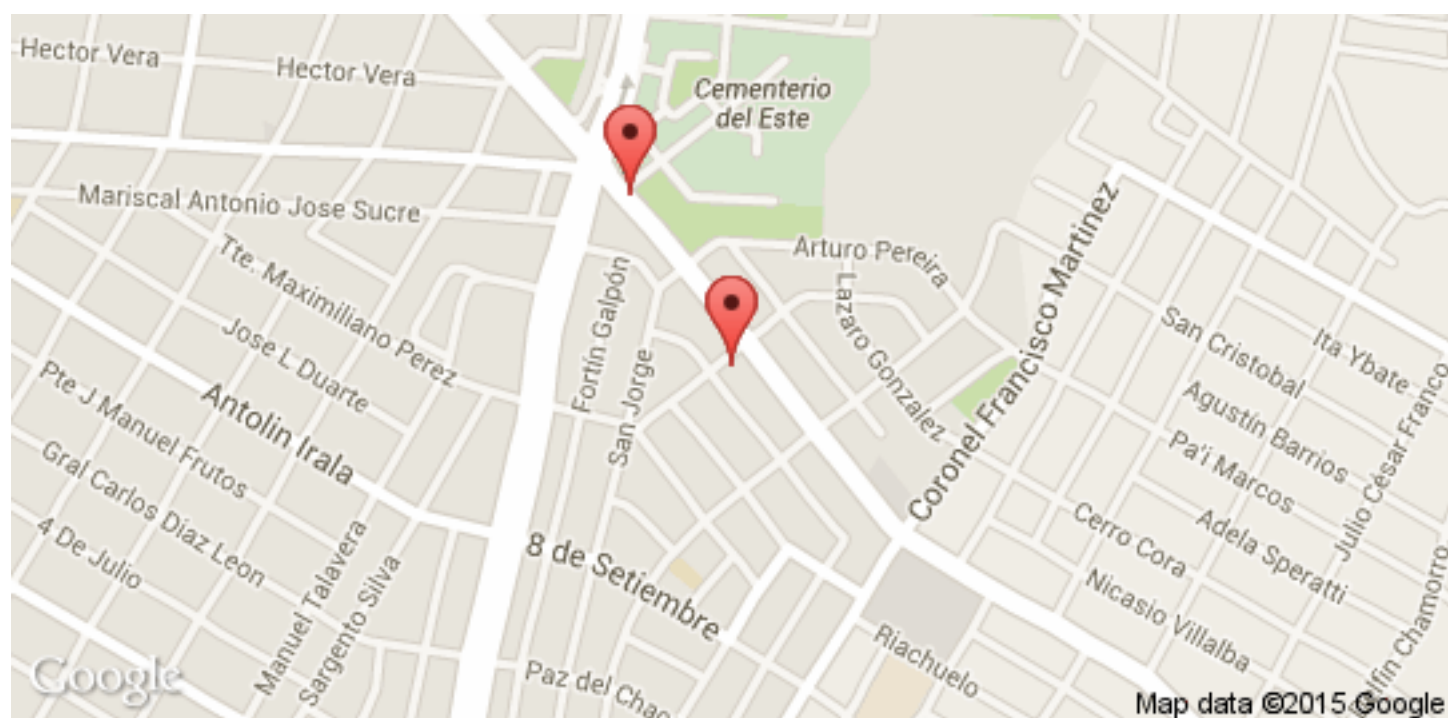 Hector Vera
Hector Vera
Cementerio
del Este
Mariscal Antonio Jose Sucre
Tte. Maximiliano Perez
Fortín Galpón
San Jorge
Arturo Pereira
Lazaro Gonzalez
Coronel Francisco Martinez
San Cristobal
Ita Ybate
Jose L Duarte
Antolin Irala
Pte J Manuel Frutos
Gral Carlos Diaz Leon
4 De Julio
Manuel Talavera
Sargento Silva
8 de Setiembre
Paz del Chaco
Riachuelo
Agustín Barrios
Pa'i Marcos
Julio César Franco
Cerro Cora
Adela Speratti
Nicasio Villalba
Chamorro
Google
Map data ©2015 Google